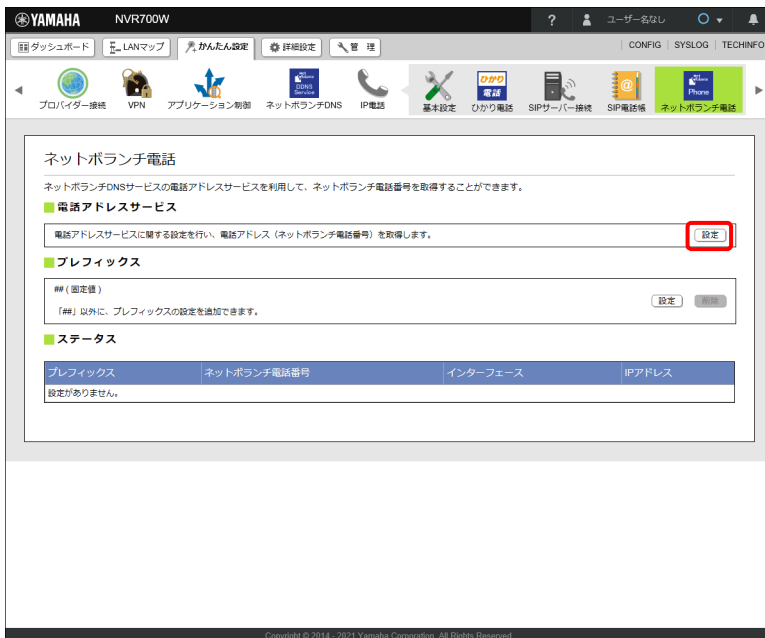 YAMAHA NVR700W ? ユーザー名なし
ダッシュボード LANマップ かんたん設定 詳細設定 管 理 CONFIG SYSLOG TECHINFO
プロバイダー接続 VPN アプリケーション制御 ネットボランチDNS IP電話 基本設定 ひかり電話 SIPサーバー接続 SIP電話帳 ネットボランチ電話
ネットボランチ電話
ネットボランチDNSサービスの電話アドレスサービスを利用して、ネットボランチ電話番号を取得することができます。
電話アドレスサービス
電話アドレスサービスに関する設定を行い、電話アドレス（ネットボランチ電話番号）を取得します。 設定
プレフィックス
## ( 固定値 )
「##」以外に、プレフィックスの設定を追加できます。 設定 削除
ステータス
プレフィックス ネットボランチ電話番号 インターフェース IPアドレス
設定がありません。
Copyright © 2014 - 2021 Yamaha Corporation. All Rights Reserved.